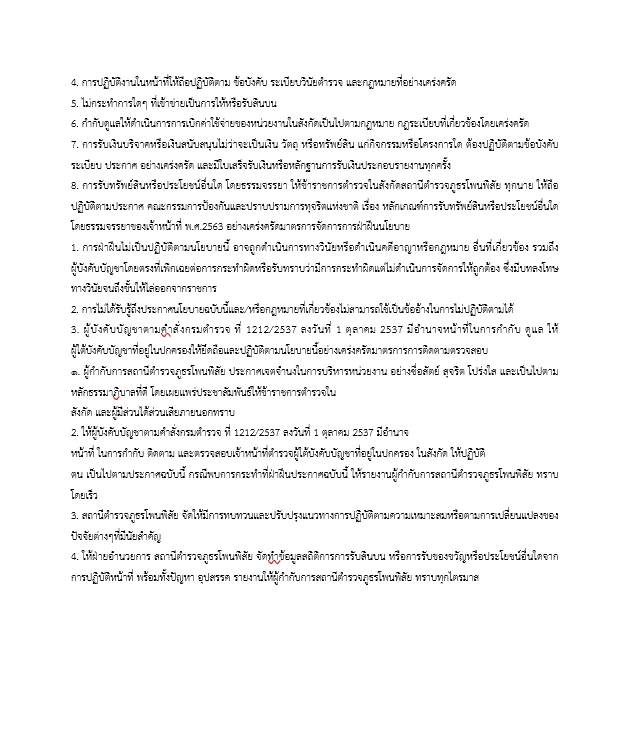 4. การปฏิบัติงานในหน้าที่ให้ถือปฏิบัติตาม ข้อบังคับ ระเบียบวินัยตำรวจ และกฎหมายที่อย่างเคร่งครัด
5. ไม่กระทำการใดๆ ที่เข้าข่ายเป็นการให้หรือรับสินบน
6. กำกับดูแลให้ดำเนินการการเบิกค่าใช้จ่ายของหน่วยงานในสังกัดเป็นไปตามกฎหมาย กฎระเบียบที่เกี่ยวข้องโดยเคร่งครัด
7. การรับเงินบริจาคหรือเงินสนับสนุนไม่ว่าจะเป็นเงิน วัตถุ หรือทรัพย์สิน แก่กิจกรรมหรือโครงการใด ต้องปฏิบัติตามข้อบังคับ
ระเบียบ ประกาศ อย่างเคร่งครัด และมีใบเสร็จรับเงินหรือหลักฐานการรับเงินประกอบรายงานทุกครั้ง
8. การรับทรัพย์สินหรือประโยชน์อื่นใด โดยธรรมจรรยา ให้ข้าราชการตำรวจในสังกัดสถานีตำรวจภูธรโพนพิสัย ทุกนาย ให้ถือ
ปฏิบัติตามประกาศ คณะกรรมการป้องกันและปราบปรามการทุจริตแห่งชาติ เรื่อง หลักเกณฑ์การรับทรัพย์สินหรือประโยชน์อื่นใด
โดยธรรมจรรยาของเจ้าหน้าที่ พ.ศ.2563 อย่างเคร่งครัดมาตรการจัดการการฝ่าฝืนนโยบาย
1. การฝ่าฝืนไม่เป็นปฏิบัติตามนโยบายนี้ อาจถูกดำเนินการทางวินัยหรือดำเนินคดีอาญาหรือกฎหมาย อื่นที่เกี่ยวข้อง รวมถึง
ผู้บังคับบัญชาโดยตรงที่เพิกเฉยต่อการกระทำผิดหรือรับทราบว่ามีการกระทำผิดแต่ไม่ดำเนินการจัดการให้ถูกต้อง ซึ่งมีบทลงโทษ
ทางวินัยจนถึงขั้นให้ไล่ออกจากราชการ
2. การไม่ได้รับรู้ถึงประกาศนโยบายฉบับนี้และ/หรือกฎหมายที่เกี่ยวข้องไม่สามารถใช้เป็นข้ออ้างในการไม่ปฏิบัติตามได้
3. ผู้บังคับบัญชาตามคำสั่งกรมตำรวจ ที่ 1212/2537 ลงวันที่ 1 ตุลาคม 2537 มีอำนาจหน้าที่ในการกำกับ ดูแล ให้
ผู้ใต้บังคับบัญชาที่อยู่ในปกครองให้ยึดถือและปฏิบัติตามนโยบายนี้อย่างเคร่งครัดมาตรการการติดตามตรวจสอบ
๑. ผู้กำกับการสถานีตำรวจภูธรโพนพิสัย ประกาศเจตจำนงในการบริหารหน่วยงาน อย่างซื่อสัตย์ สุจริต โปร่งใส และเป็นไปตาม
หลักธรรมาภิบาลที่ดี โดยเผยแพร่ประชาสัมพันธ์ให้ข้าราชการตำรวจใน
สังกัด และผู้มีส่วนได้ส่วนเสียภายนอกทราบ
2. ให้ผู้บังคับบัญชาตามคำสั่งกรมตำรวจ ที่ 1212/2537 ลงวันที่ 1 ตุลาคม 2537 มีอำนาจ
หน้าที่ ในการกำกับ ติดตาม และตรวจสอบเจ้าหน้าที่ตำรวจผู้ใต้บังคับบัญชาที่อยู่ในปกครอง ในสังกัด ให้ปฏิบัติ
ตน เป็นไปตามประกาศฉบับนี้ กรณีพบการกระทำที่ฝ่าฝืนประกาศฉบับนี้ ให้รายงานผู้กำกับการสถานีตำรวจภูธรโพนพิสัย ทราบ
โดยเร็ว
3. สถานีตำรวจภูธรโพนพิสัย จัดให้มีการทบทวนและปรับปรุงแนวทางการปฏิบัติตามความเหมาะสมหรือตามการเปลี่ยนแปลงของ
ปัจจัยต่างๆที่มีนัยสำคัญ
4. ให้ฝ่ายอำนวยการ สถานีตำรวจภูธรโพนพิสัย จัดทำข้อมูลสถิติการการรับสินบน หรือการรับของขวัญหรือประโยชน์อื่นใดจาก
การปฏิบัติหน้าที่ พร้อมทั้งปัญหา อุปสรรค รายงานให้ผู้กำกับการสถานีตำรวจภูธรโพนพิสัย ทราบทุกไตรมาส